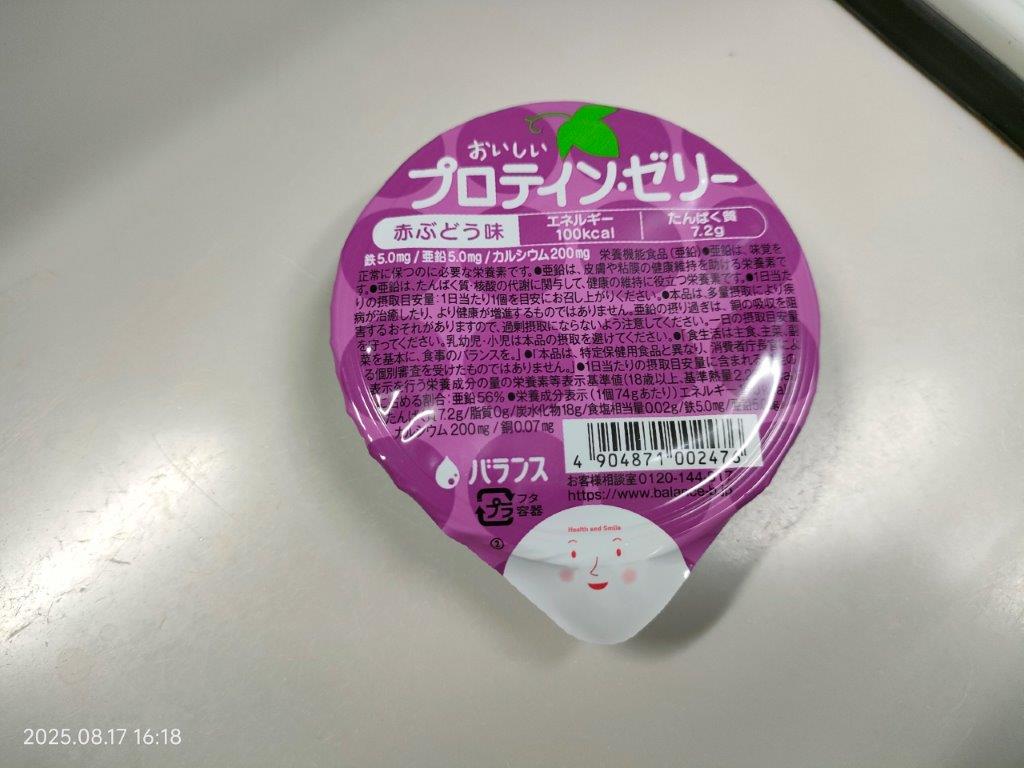 おいしい
プロテイン・ゼリー
赤ぶどう味
エネルギー
100kcal
たんぱく質
7.2g
鉄5.0mg/亜鉛5.0mg/カルシウム200mg 栄養機能食品(亜鉛)●亜鉛は、味覚を
正常に保つのに必要な栄養素です。●亜鉛は、皮膚や粘膜の健康維持を助ける栄養素で
す。●亜鉛は、たんぱく質・核酸の代謝に関与して、健康の維持に役立つ栄養素です。●1日当た
りの摂取目安量:1日当たり1個を目安にお召し上がりください。●本品は、多量摂取により疾
病が治癒したり、より健康が増進するものではありません。亜鉛の摂り過ぎは、銅の吸収を阻
害するおそれがありますので、過剰摂取にならないよう注意してください。一日の摂取目安量
を守ってください。乳幼児・小児は本品の摂取を避けてください。●「食生活は主食、主菜、副
菜を基本に、食事のバランスを。」●「本品は、特定保健用食品と異なり、消費者庁長官によ
る個別審査を受けたものではありません。」●1日当たりの摂取目安量に含まれる
表示を行う栄養成分の量の栄養素等表示基準値(18歳以上、基準熱量
に占める割合:亜鉛56%●栄養成分表示(1個74gあたり)エネルギー
たんぱく質7.2g/脂質0g/炭水化物18g/食塩相当量0.02g/鉄5.0mg/亜鉛5.0
カルシウム200mg/銅0.07mg
4 904871 002473
バランス
お客様相談室0120-144-
https://www.balance-
プラ
フタ
容器
②
Health and Smile
2025.08.17 16:18